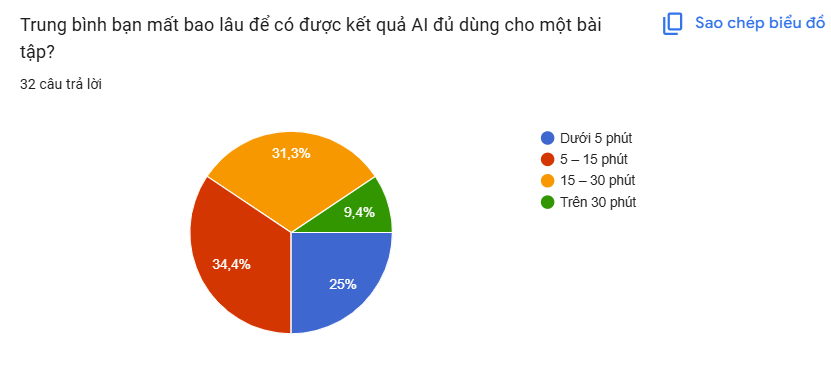 Trung bình bạn mất bao lâu để có được kết quả AI đủ dùng cho một bài
tập?
Sao chép biểu đồ
32 câu trả lời
31,3%
9,4%
34,4%
25%
Dưới 5 phút
5 – 15 phút
15 – 30 phút
Trên 30 phút